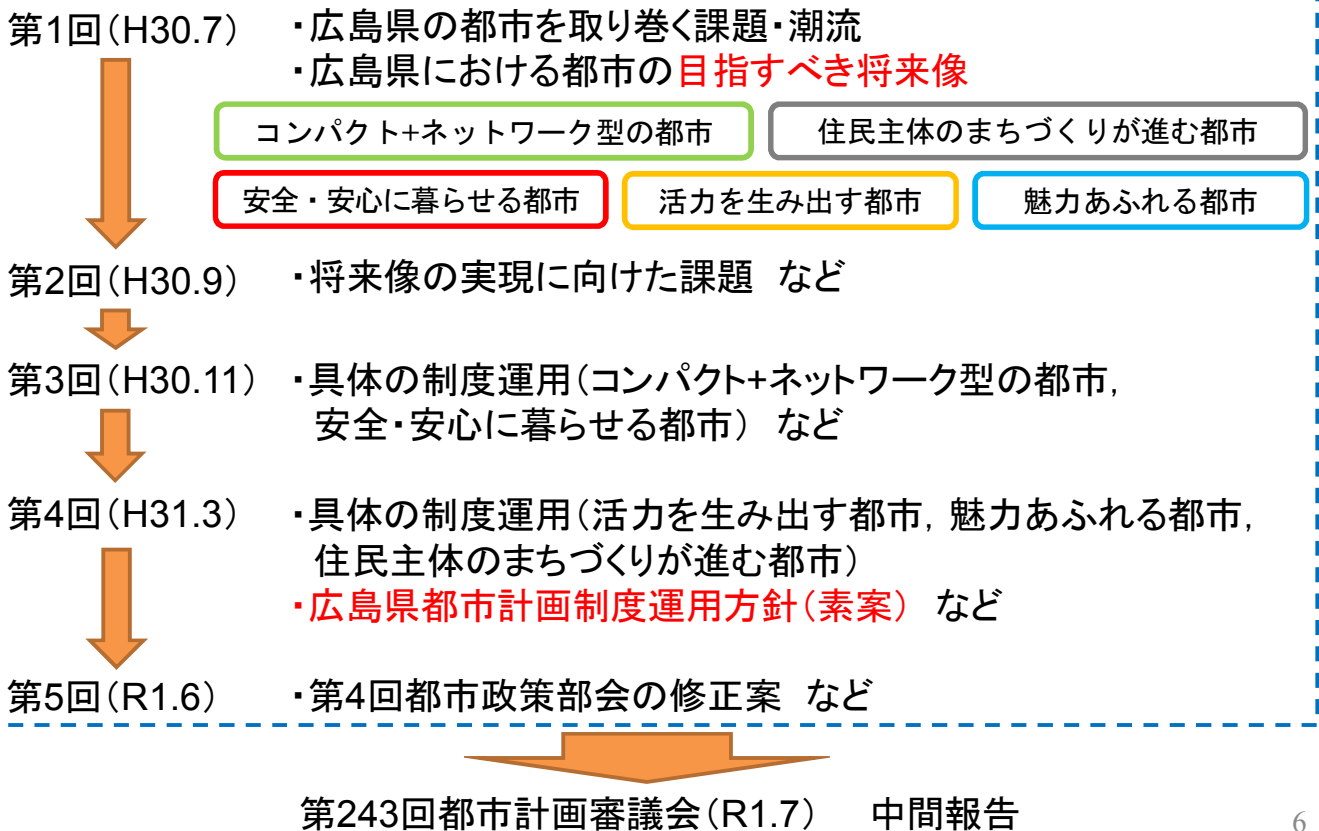 第1回(H30.7) ・広島県の都市を取り巻く課題・潮流
・広島県における都市の目指すべき将来像
コンパクト+ネットワーク型の都市 住民主体のまちづくりが進む都市
安全・安心に暮らせる都市 活力を生み出す都市 魅力あふれる都市
第2回(H30.9) ・将来像の実現に向けた課題 など
第3回(H30.11) ・具体の制度運用(コンパクト+ネットワーク型の都市,
安全・安心に暮らせる都市) など
第4回(H31.3) ・具体の制度運用(活力を生み出す都市, 魅力あふれる都市,
住民主体のまちづくりが進む都市)
・広島県都市計画制度運用方針(素案) など
第5回(R1.6) ・第4回都市政策部会の修正案 など
第243回都市計画審議会(R1.7) 中間報告
6